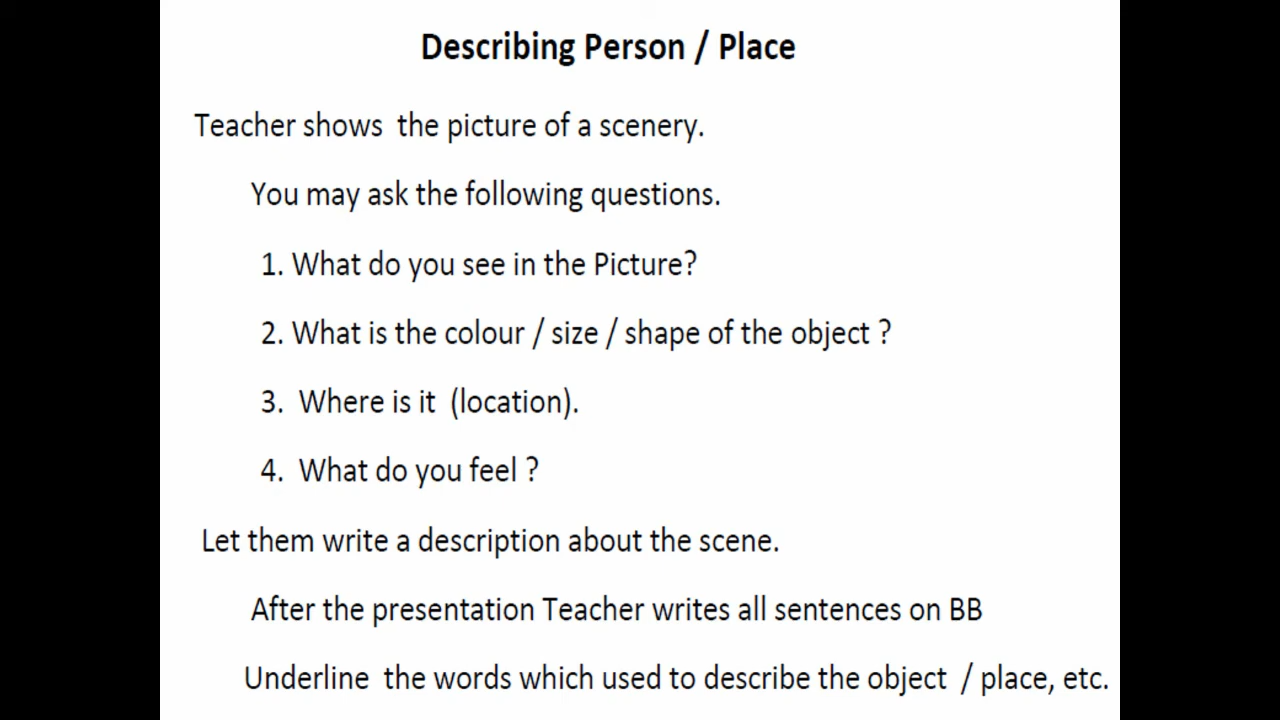 Describing Person / Place
Teacher shows  the picture of a scenery.
You may ask the following questions.
1. What do you see in the Picture?
2. What is the colour / size / shape of the object ?
3.  Where is it  (location).
4.  What do you feel ?
Let them write a description about the scene.
After the presentation Teacher writes all sentences on BB
Underline  the words which used to describe the object  / place, etc.